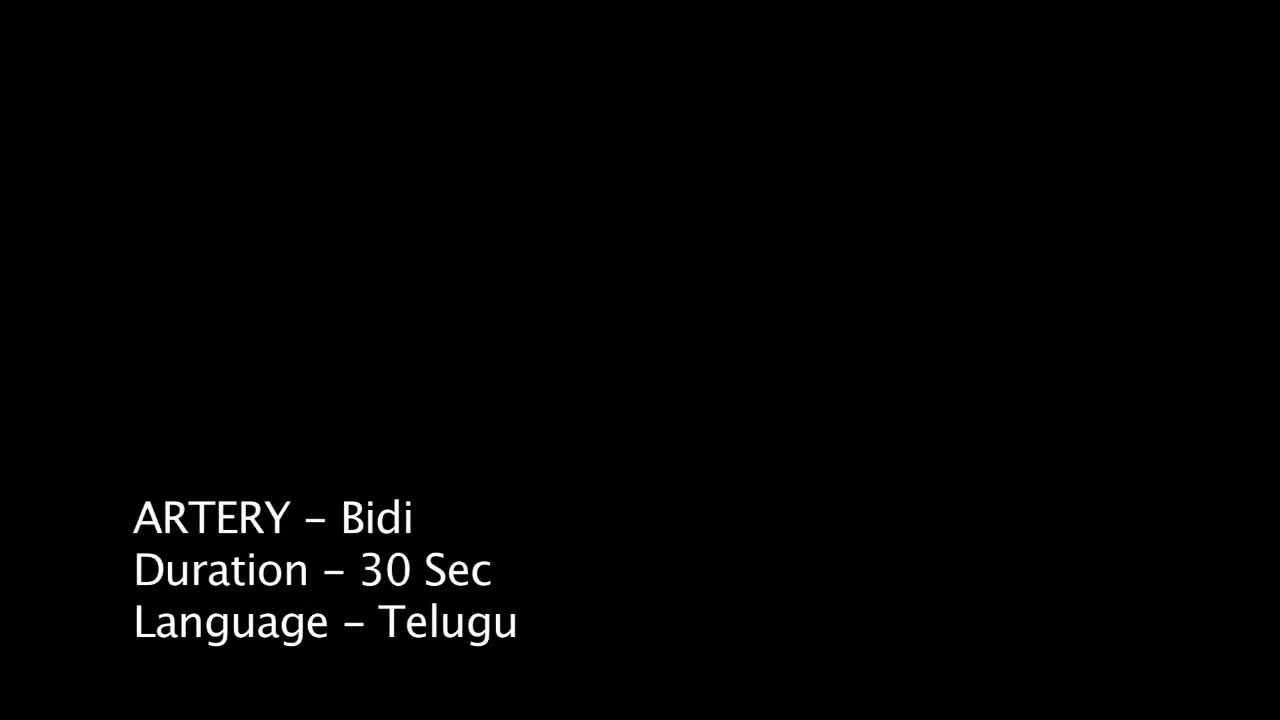 ARTERY – Bidi
Duration – 30 Sec
Language – Telugu